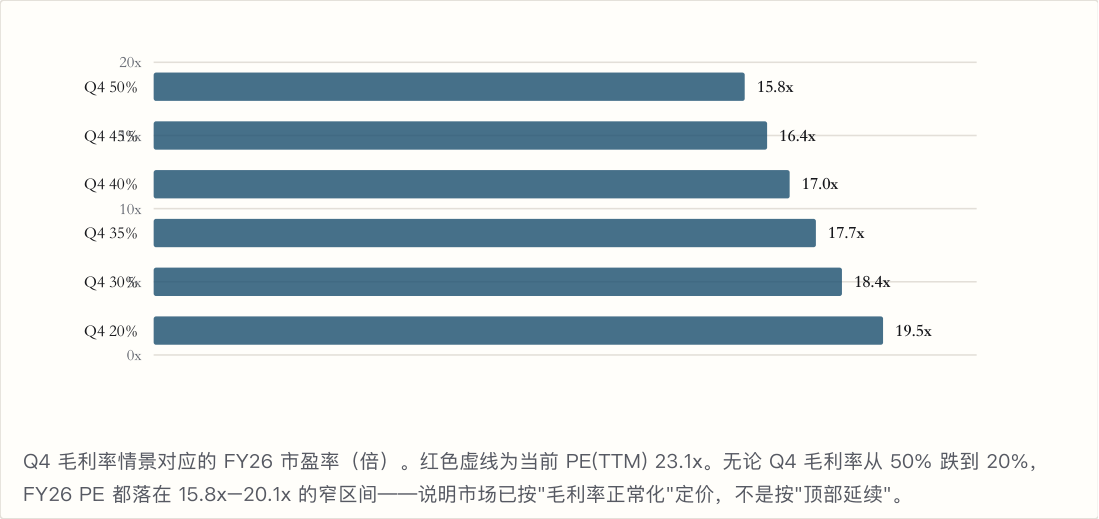 20x
Q4 50% 15.8x
Q4 45% 15x 16.4x
Q4 40% 17.0x
10x
Q4 35% 17.7x
Q4 30% 5x 18.4x
Q4 20% 19.5x
0x
Q4 毛利率情景对应的 FY26 市盈率（倍）。红色虚线为当前 PE(TTM) 23.1x。无论 Q4 毛利率从 50% 跌到 20%，
FY26 PE 都落在 15.8x—20.1x 的窄区间——说明市场已按"毛利率正常化"定价，不是按"顶部延续"。